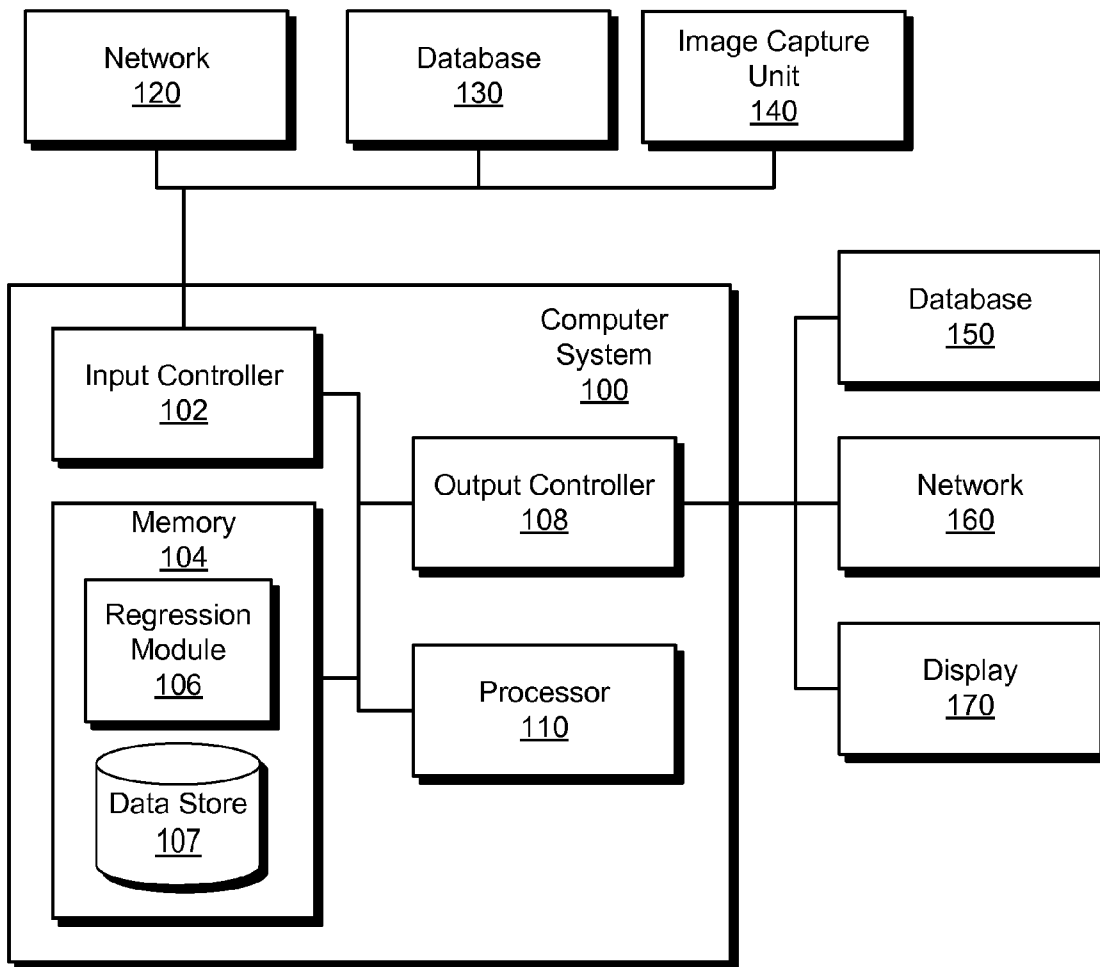 Network
120
Database
130
Image Capture
Unit
140
Computer
System
100
Input Controller
102
Memory
104
Regression
Module
106
Data Store
107
Output Controller
108
Processor
110
Database
150
Network
160
Display
170